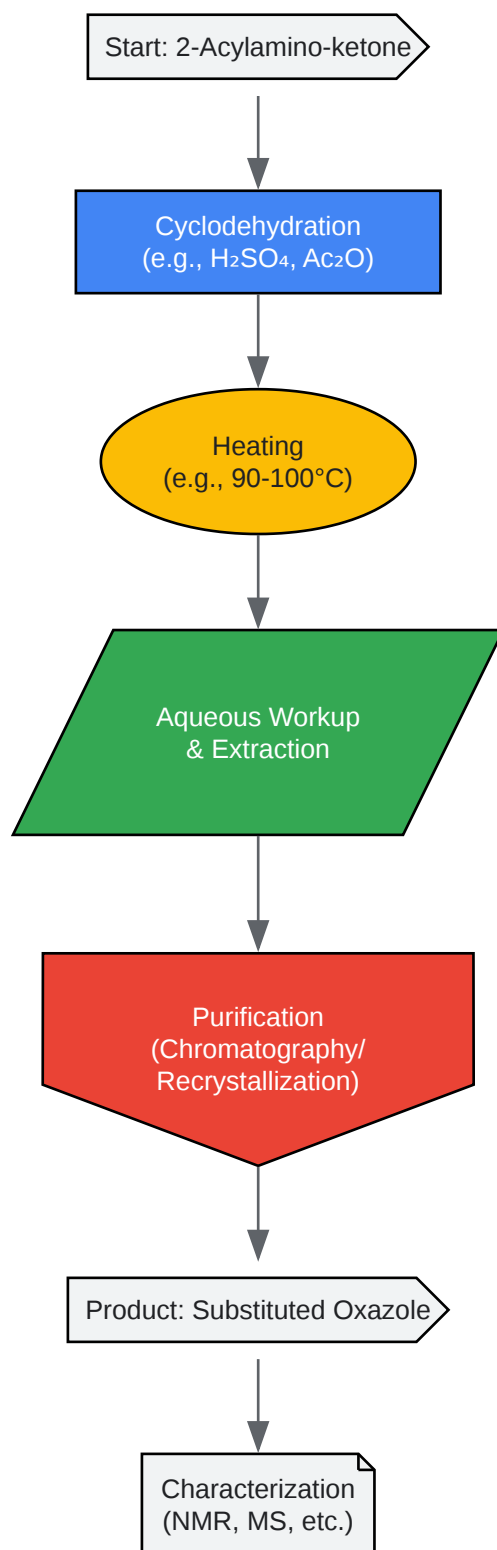 Start: 2-Acylamino-ketone
Cyclodehydration
(e.g., H₂SO₄, Ac₂O)
Heating
(e.g., 90-100°C)
Aqueous Workup
& Extraction
Purification
(Chromatography/
Recrystallization)
Product: Substituted Oxazole
Characterization
(NMR, MS, etc.)